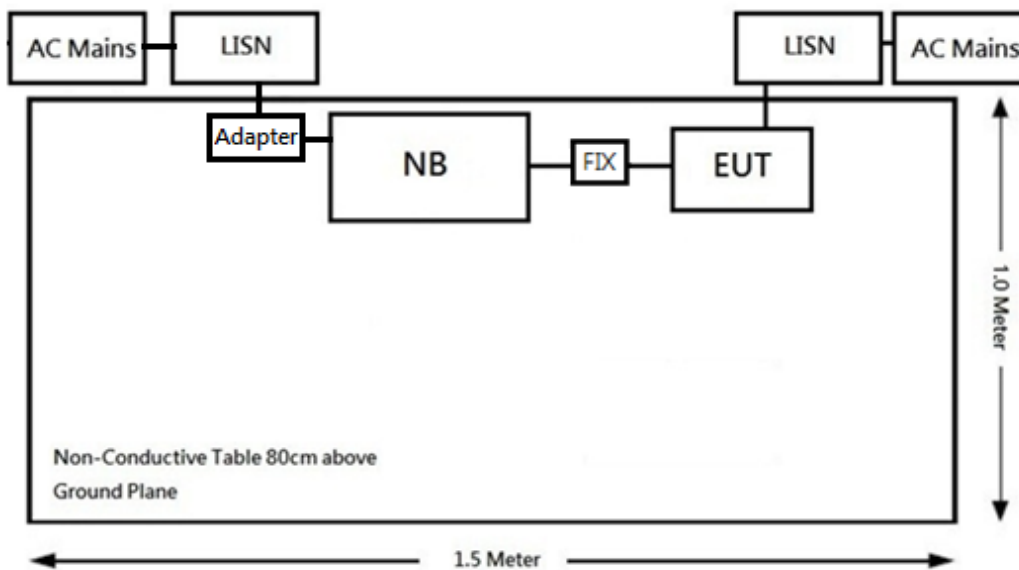 AC Mains
LISN
LISN
AC Mains
Adapter
NB
FIX
EUT
1.0 Meter
Non-Conductive Table 80cm above
Ground Plane
1.5 Meter